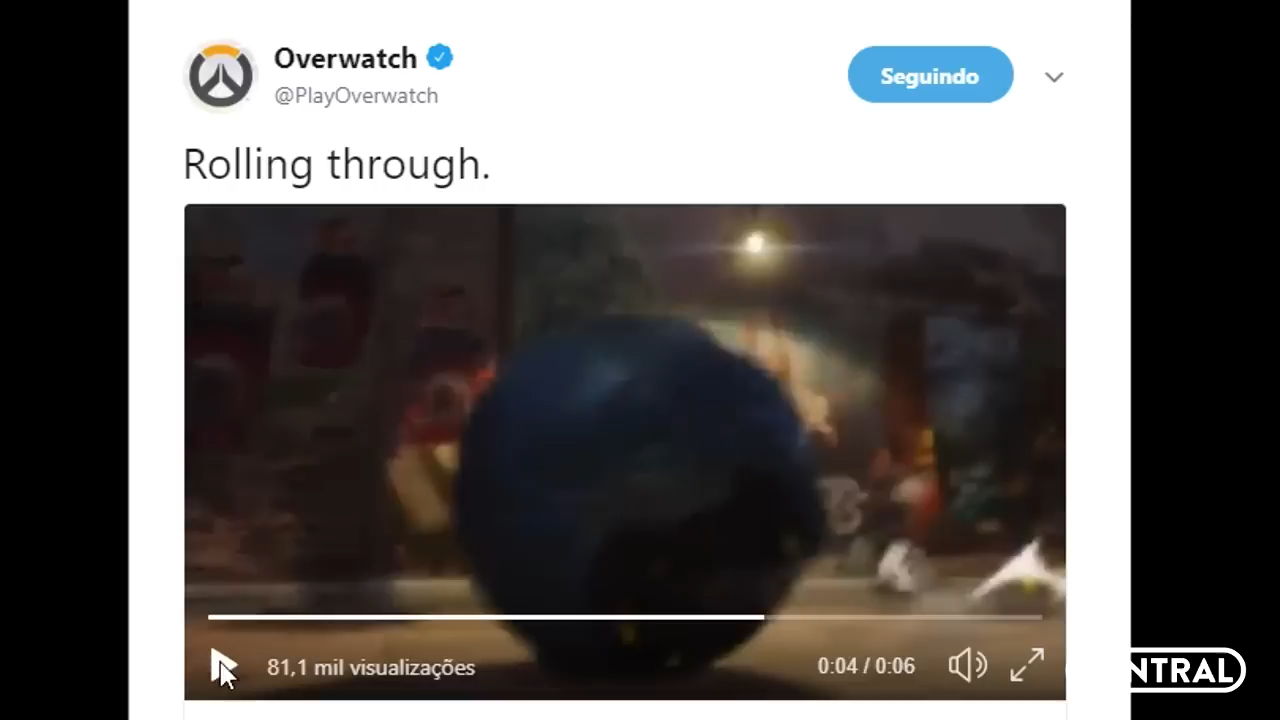 Overwatch
@PlayOverwatch
Seguindo
Rolling through.
81,1 mil visualizações
0:04 / 0:06
NTRAL